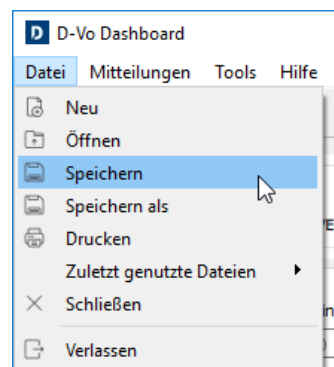 D D-Vo Dashboard
Datei Mitteilungen Tools Hilfe
Neu
Öffnen
Speichern
Speichern als
Drucken
Zuletzt genutzte Dateien
Schließen
Verlassen